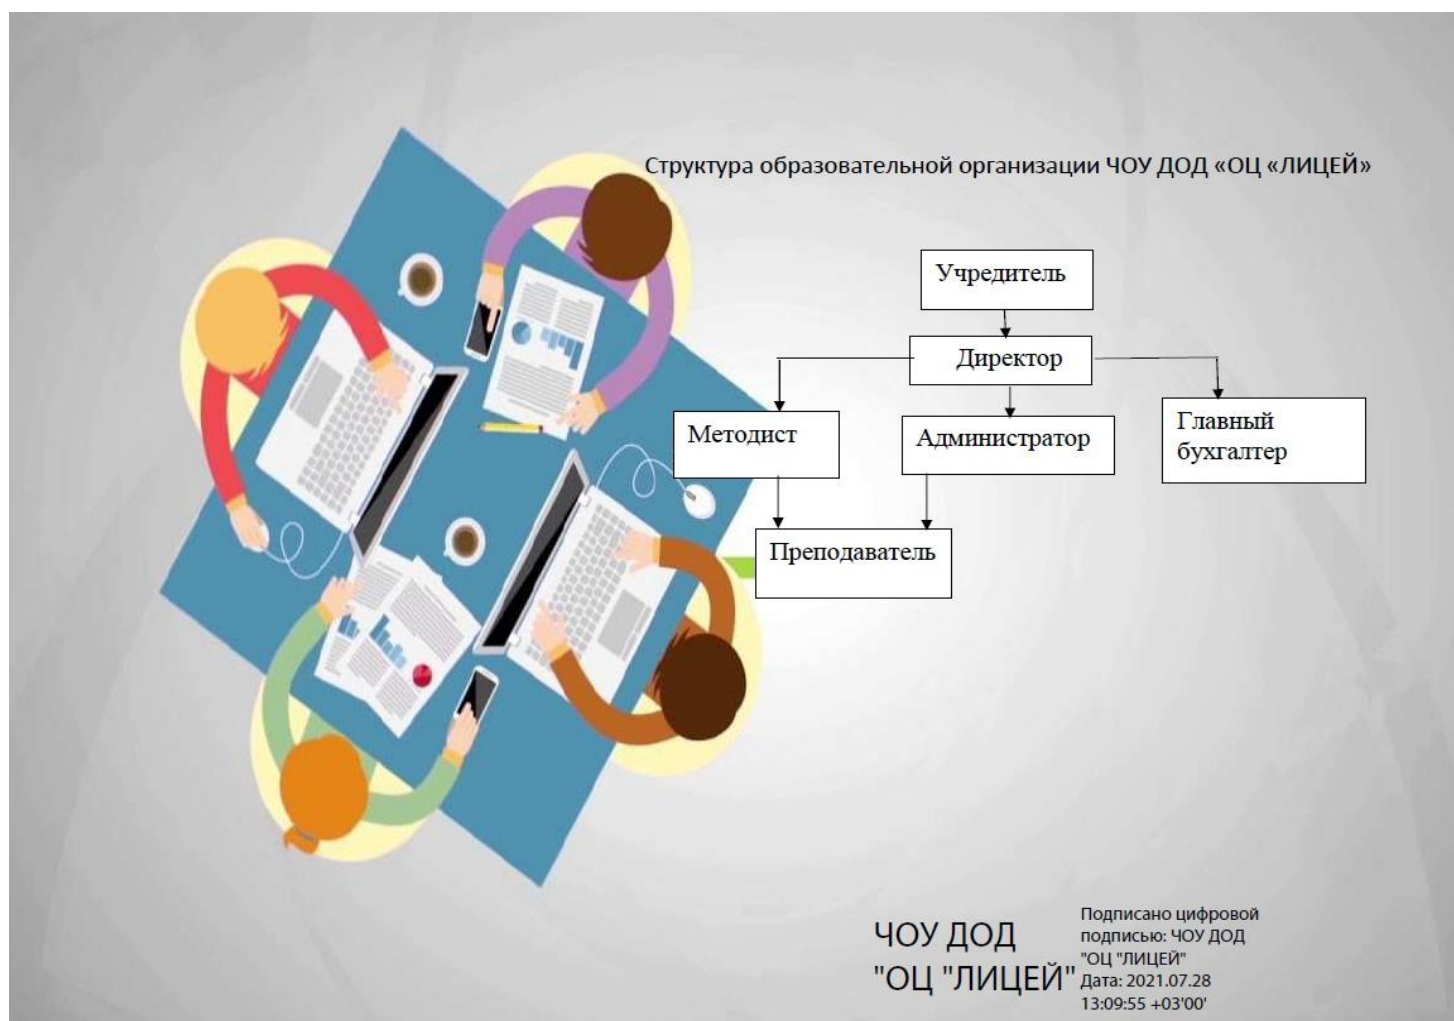 Структура образовательной организации ЧОУ ДОД «ОЦ «ЛИЦЕЙ»
Учредитель
Директор
Методист
Администратор
Главный
бухгалтер
Преподаватель
ЧОУ ДОД
"ОЦ "ЛИЦЕЙ"
Подписано цифровой
подписью: ЧОУ ДОД
"ОЦ "ЛИЦЕЙ"
Дата: 2021.07.28
13:09:55 +03'00'